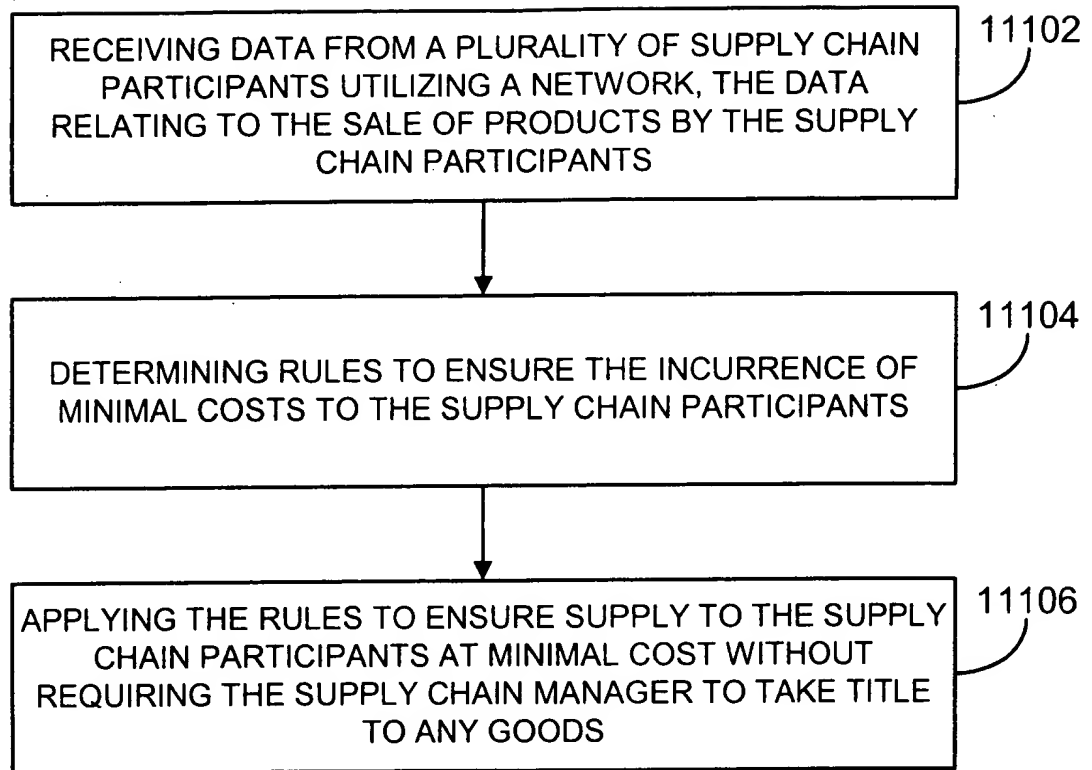 RECEIVING DATA FROM A PLURALITY OF SUPPLY CHAIN
PARTICIPANTS UTILIZING A NETWORK, THE DATA
RELATING TO THE SALE OF PRODUCTS BY THE SUPPLY
CHAIN PARTICIPANTS
11102
DETERMINING RULES TO ENSURE THE INCURRENCE OF
MINIMAL COSTS TO THE SUPPLY CHAIN PARTICIPANTS
11104
APPLYING THE RULES TO ENSURE SUPPLY TO THE SUPPLY
CHAIN PARTICIPANTS AT MINIMAL COST WITHOUT
REQUIRING THE SUPPLY CHAIN MANAGER TO TAKE TITLE
TO ANY GOODS
11106